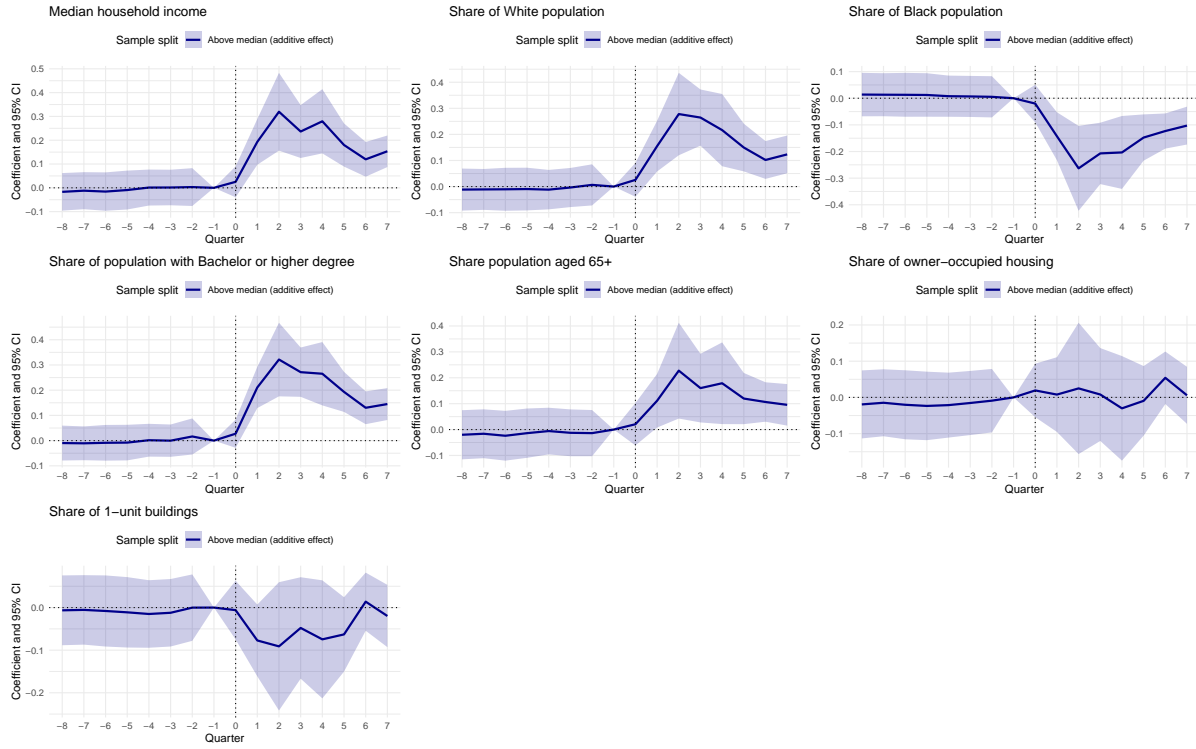 Median household income
Sample split Above median (additive effect)
Coefficient and 95% CI
0.5
0.4
0.3
0.2
0.1
0.0
−0.1
−8 −7 −6 −5 −4 −3 −2 −1 0 1 2 3 4 5 6 7
Quarter
Share of White population
Sample split Above median (additive effect)
Coefficient and 95% CI
0.4
0.3
0.2
0.1
0.0
−0.1
−8 −7 −6 −5 −4 −3 −2 −1 0 1 2 3 4 5 6 7
Quarter
Share of Black population
Sample split Above median (additive effect)
Coefficient and 95% CI
0.1
0.0
−0.1
−0.2
−0.3
−0.4
−8 −7 −6 −5 −4 −3 −2 −1 0 1 2 3 4 5 6 7
Quarter
Share of population with Bachelor or higher degree
Sample split Above median (additive effect)
Coefficient and 95% CI
0.4
0.3
0.2
0.1
0.0
−0.1
−8 −7 −6 −5 −4 −3 −2 −1 0 1 2 3 4 5 6 7
Quarter
Share population aged 65+
Sample split Above median (additive effect)
Coefficient and 95% CI
0.4
0.3
0.2
0.1
0.0
−0.1
−8 −7 −6 −5 −4 −3 −2 −1 0 1 2 3 4 5 6 7
Quarter
Share of owner−occupied housing
Sample split Above median (additive effect)
Coefficient and 95% CI
0.2
0.1
0.0
−0.1
−8 −7 −6 −5 −4 −3 −2 −1 0 1 2 3 4 5 6 7
Quarter
Share of 1−unit buildings
Sample split Above median (additive effect)
Coefficient and 95% CI
0.0
−0.1
−0.2
−8 −7 −6 −5 −4 −3 −2 −1 0 1 2 3 4 5 6 7
Quarter